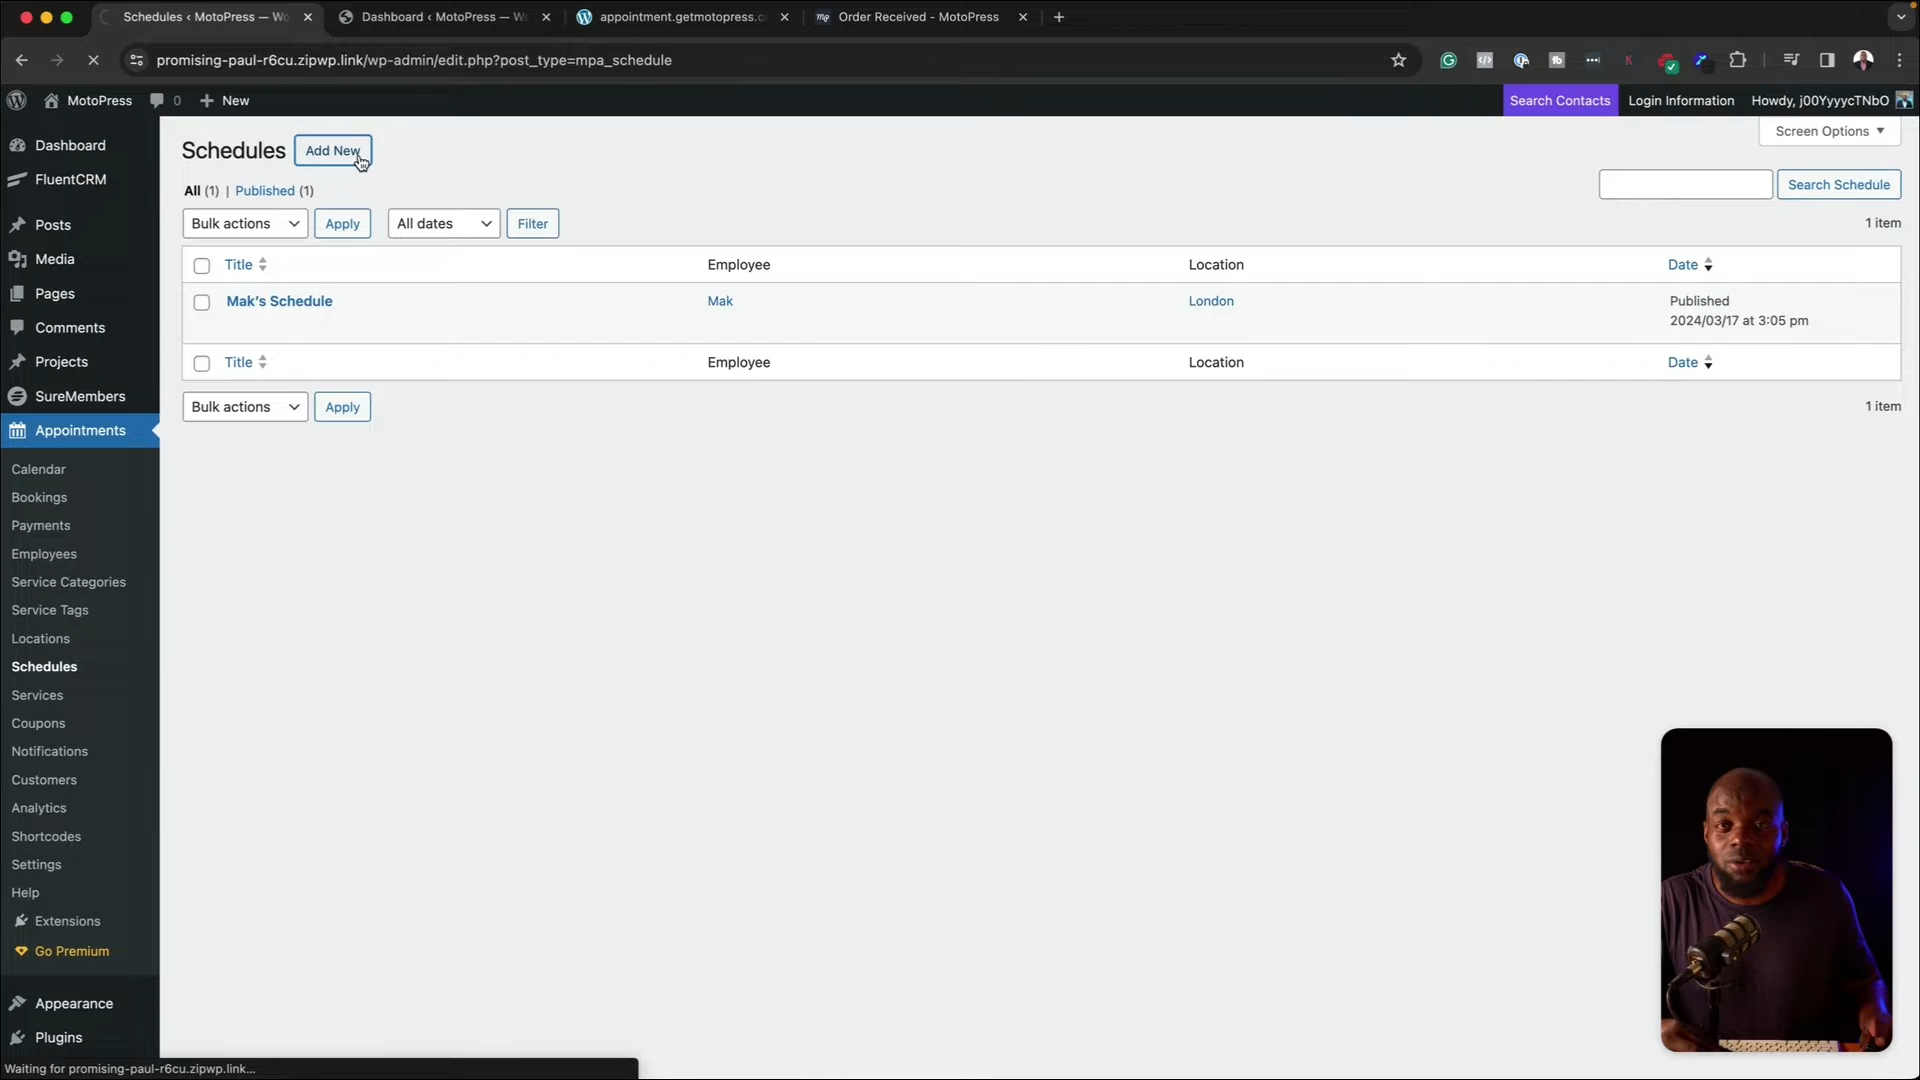 Schedules ‹ MotoPress — Wo
Dashboard ‹ MotoPress — W
appointment.getmotopress.c
Order Received - MotoPress
promising-paul-r6cu.zipwp.link/wp-admin/edit.php?post_type=mpa_schedule
MotoPress
0
New
Search Contacts
Login Information
Howdy, j00YyyycTNbO
Dashboard
FluentCRM
Posts
Media
Pages
Comments
Projects
SureMembers
Appointments
Calendar
Bookings
Payments
Employees
Service Categories
Service Tags
Locations
Schedules
Services
Coupons
Notifications
Customers
Analytics
Shortcodes
Settings
Help
Extensions
Go Premium
Appearance
Plugins
Schedules
Add New
Screen Options
All (1) | Published (1)
Search Schedule
Bulk actions
Apply
All dates
Filter
1 item
Title
Employee
Location
Date
Mak’s Schedule
Mak
London
Published
2024/03/17 at 3:05 pm
Title
Employee
Location
Date
Bulk actions
Apply
1 item
Waiting for promising-paul-r6cu.zipwp.link...